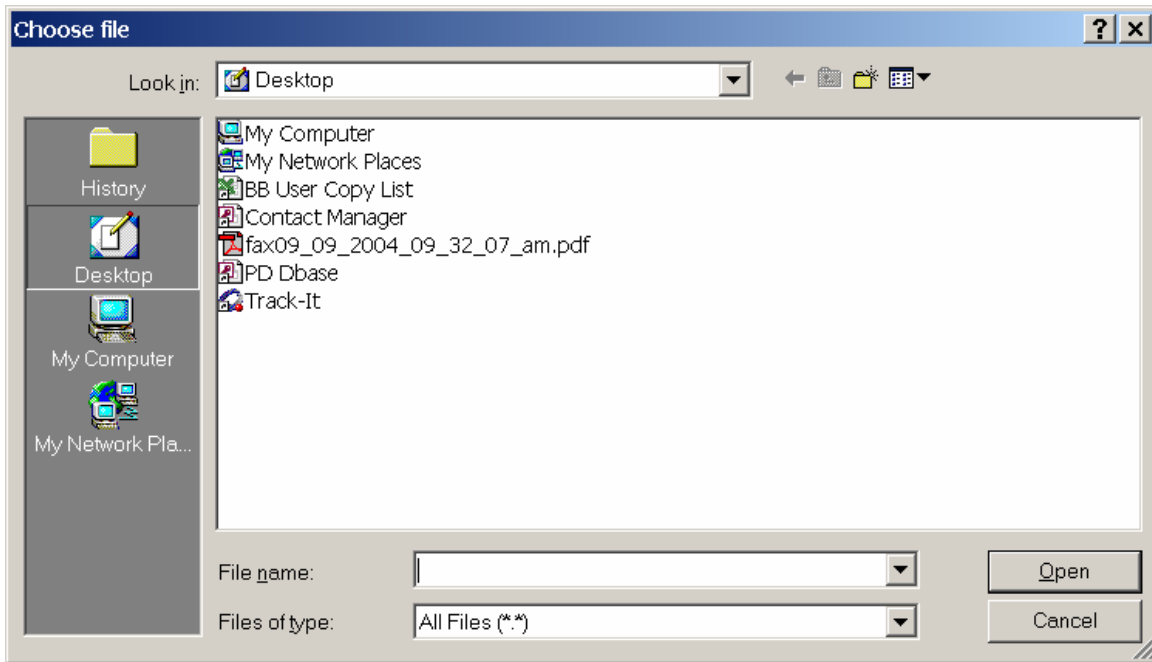 Choose file
Look in: Desktop
History
Desktop
My Computer
My Network Pla...
My Computer
My Network Places
BB User Copy List
Contact Manager
fax09_09_2004_09_32_07_am.pdf
PD Dbase
Track-It
File name: Open
Files of type: All Files (*.*) Cancel